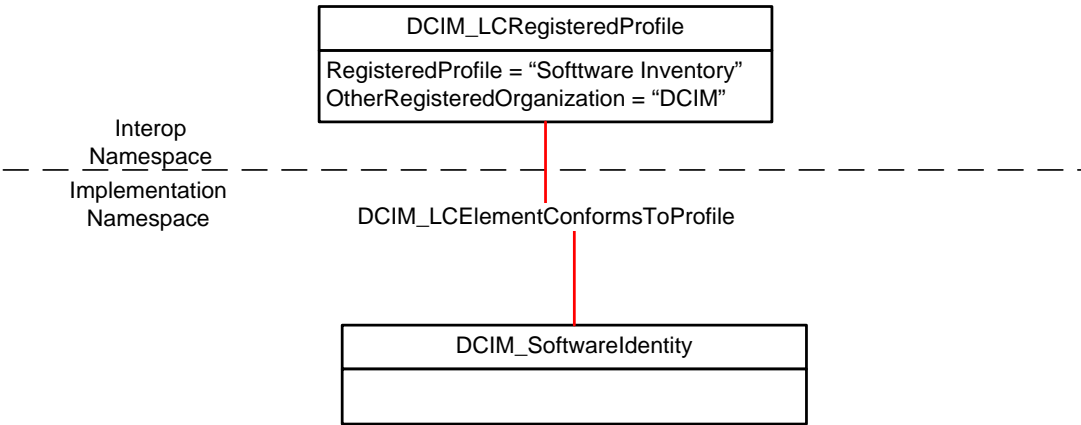 DCIM_LCRegisteredProfile
RegisteredProfile = “Softtware Inventory”
OtherRegisteredOrganization = “DCIM”
Interop
Namespace
Implementation
Namespace
DCIM_LCElementConformsToProfile
DCIM_SoftwareIdentity